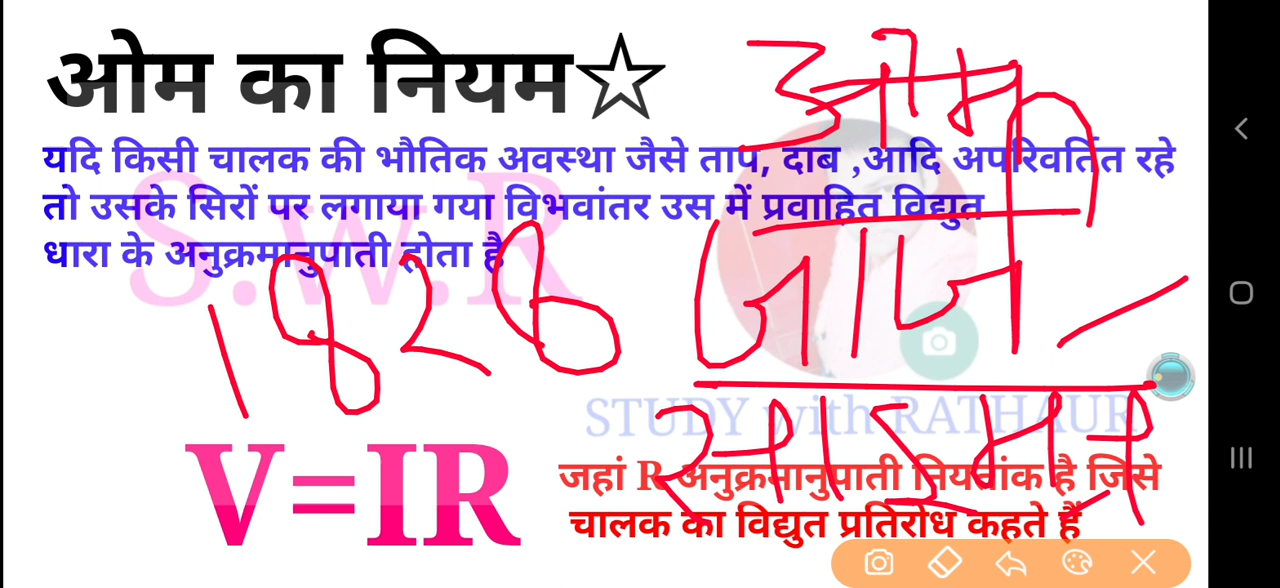 ओम का नियम☆
यदि किसी चालक की भौतिक अवस्था जैसे ताप, दाब ,आदि अपरिवर्तित रहे
तो उसके सिरों पर लगाया गया विभवांतर उस में प्रवाहित विद्युत
धारा के अनुक्रमानुपाती होता है
S.w.R
ओम
1826
जार्ज
STUDY with RATHAUR
V=IR
जहां R अनुक्रमानुपाती नियतांक है जिसे
चालक का विद्युत प्रतिरोध कहते हैं